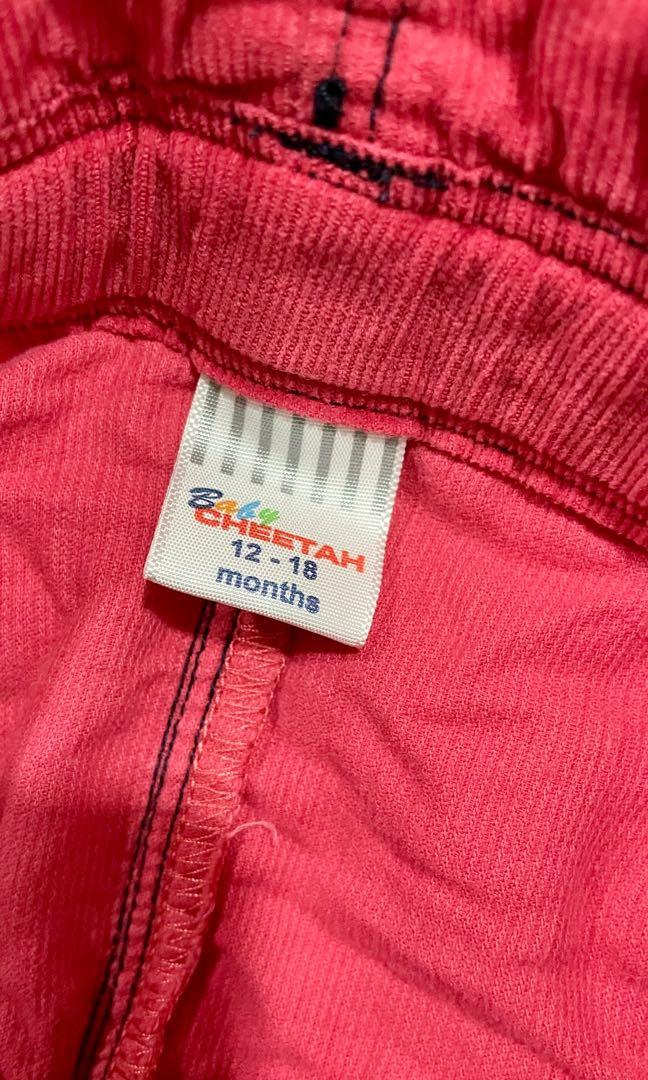 Baby
CHEETAH
12 - 18
months